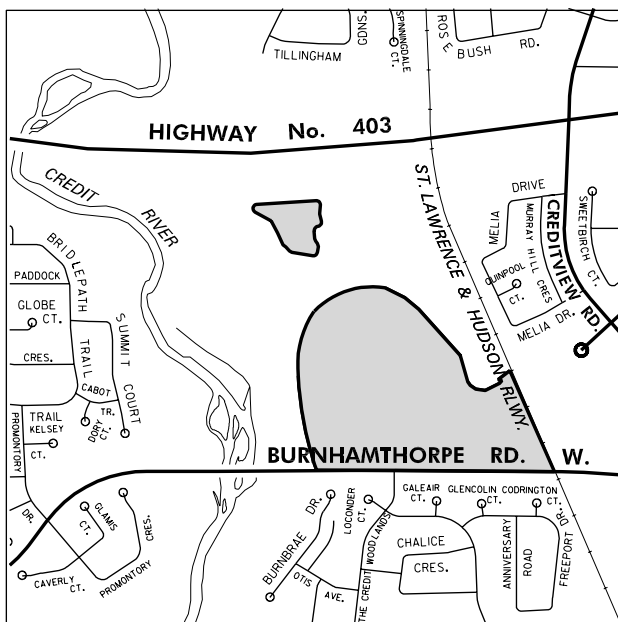 TILLINGHAM
GDNS.
SPINNINGDALE
CT.
ROSE
BUSH RD.
HIGHWAY No. 403
CREDIT
RIVER
ST. LAWRENCE & HUDSON RLWY.
DRIVE
MELIA
MURRAY HILL CRES
CREDITVIEW RD.
SWEETBIRCH CT.
QUINPOOL
CT.
MELIA DR.
BRIDLEPATH
TRAIL
PADDOCK
GLOBE
CT.
CRES.
SUMMIT COURT
CABOT
TR.
DORY
CT.
TRAIL
KELSEY
CT.
PROMONTORY
DR.
BURNHAMTHORPE RD. W.
GLAMIS
CT.
CRES.
PROMONTORY
CAVERLY
CT.
BURNBRAE
DR.
OTIS
AVE.
LOCONDER
CT.
THE CREDIT WOODLANDS
GALEAIR
CT.
GLENCOLIN
CT.
CODRINGTON
CT.
CHALICE
CRES.
ANNIVERSARY
ROAD
FREEPORT
DR.